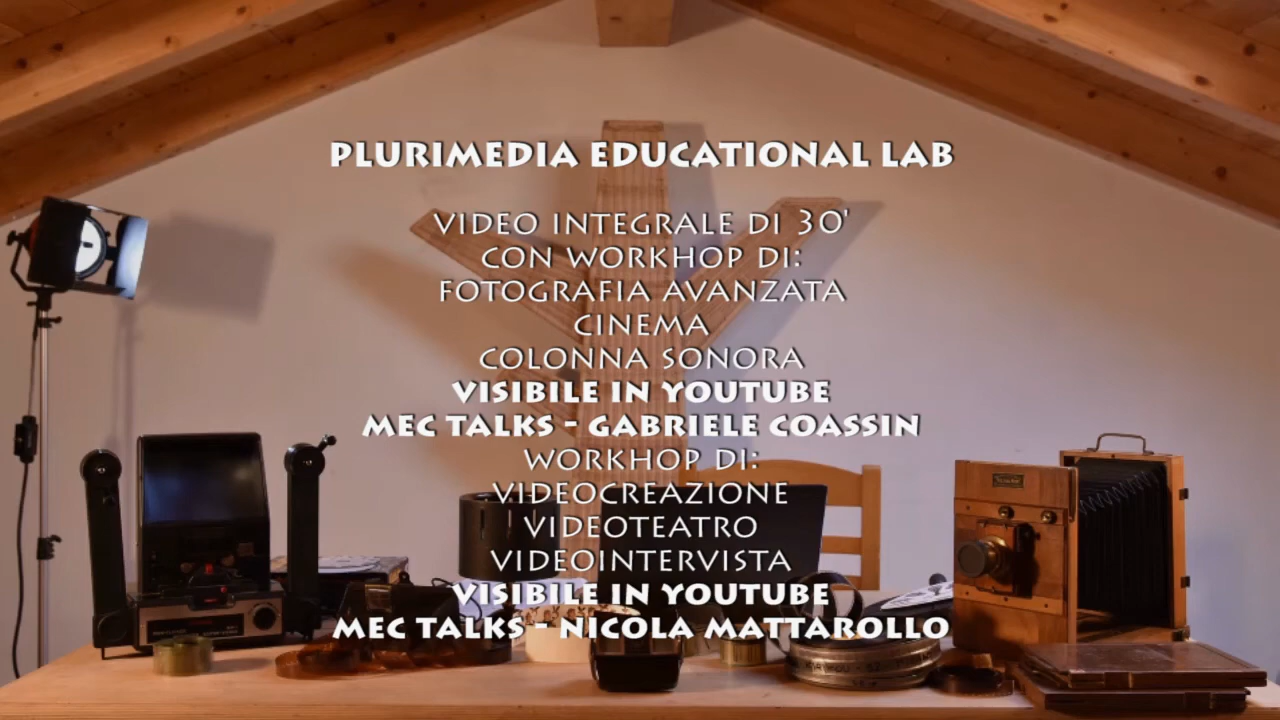 PLURIMEDIA EDUCATIONAL LAB
VIDEO INTEGRALE DI 30'
CON WORKHOP DI:
FOTOGRAFIA AVANZATA
CINEMA
COLONNA SONORA
VISIBILE IN YOUTUBE
MEC TALKS - GABRIELE COASSIN
WORKHOP DI:
VIDEOCREAZIONE
VIDEOTEATRO
VIDEOINTERVISTA
VISIBILE IN YOUTUBE
MEC TALKS - NICOLA MATTAROLLO